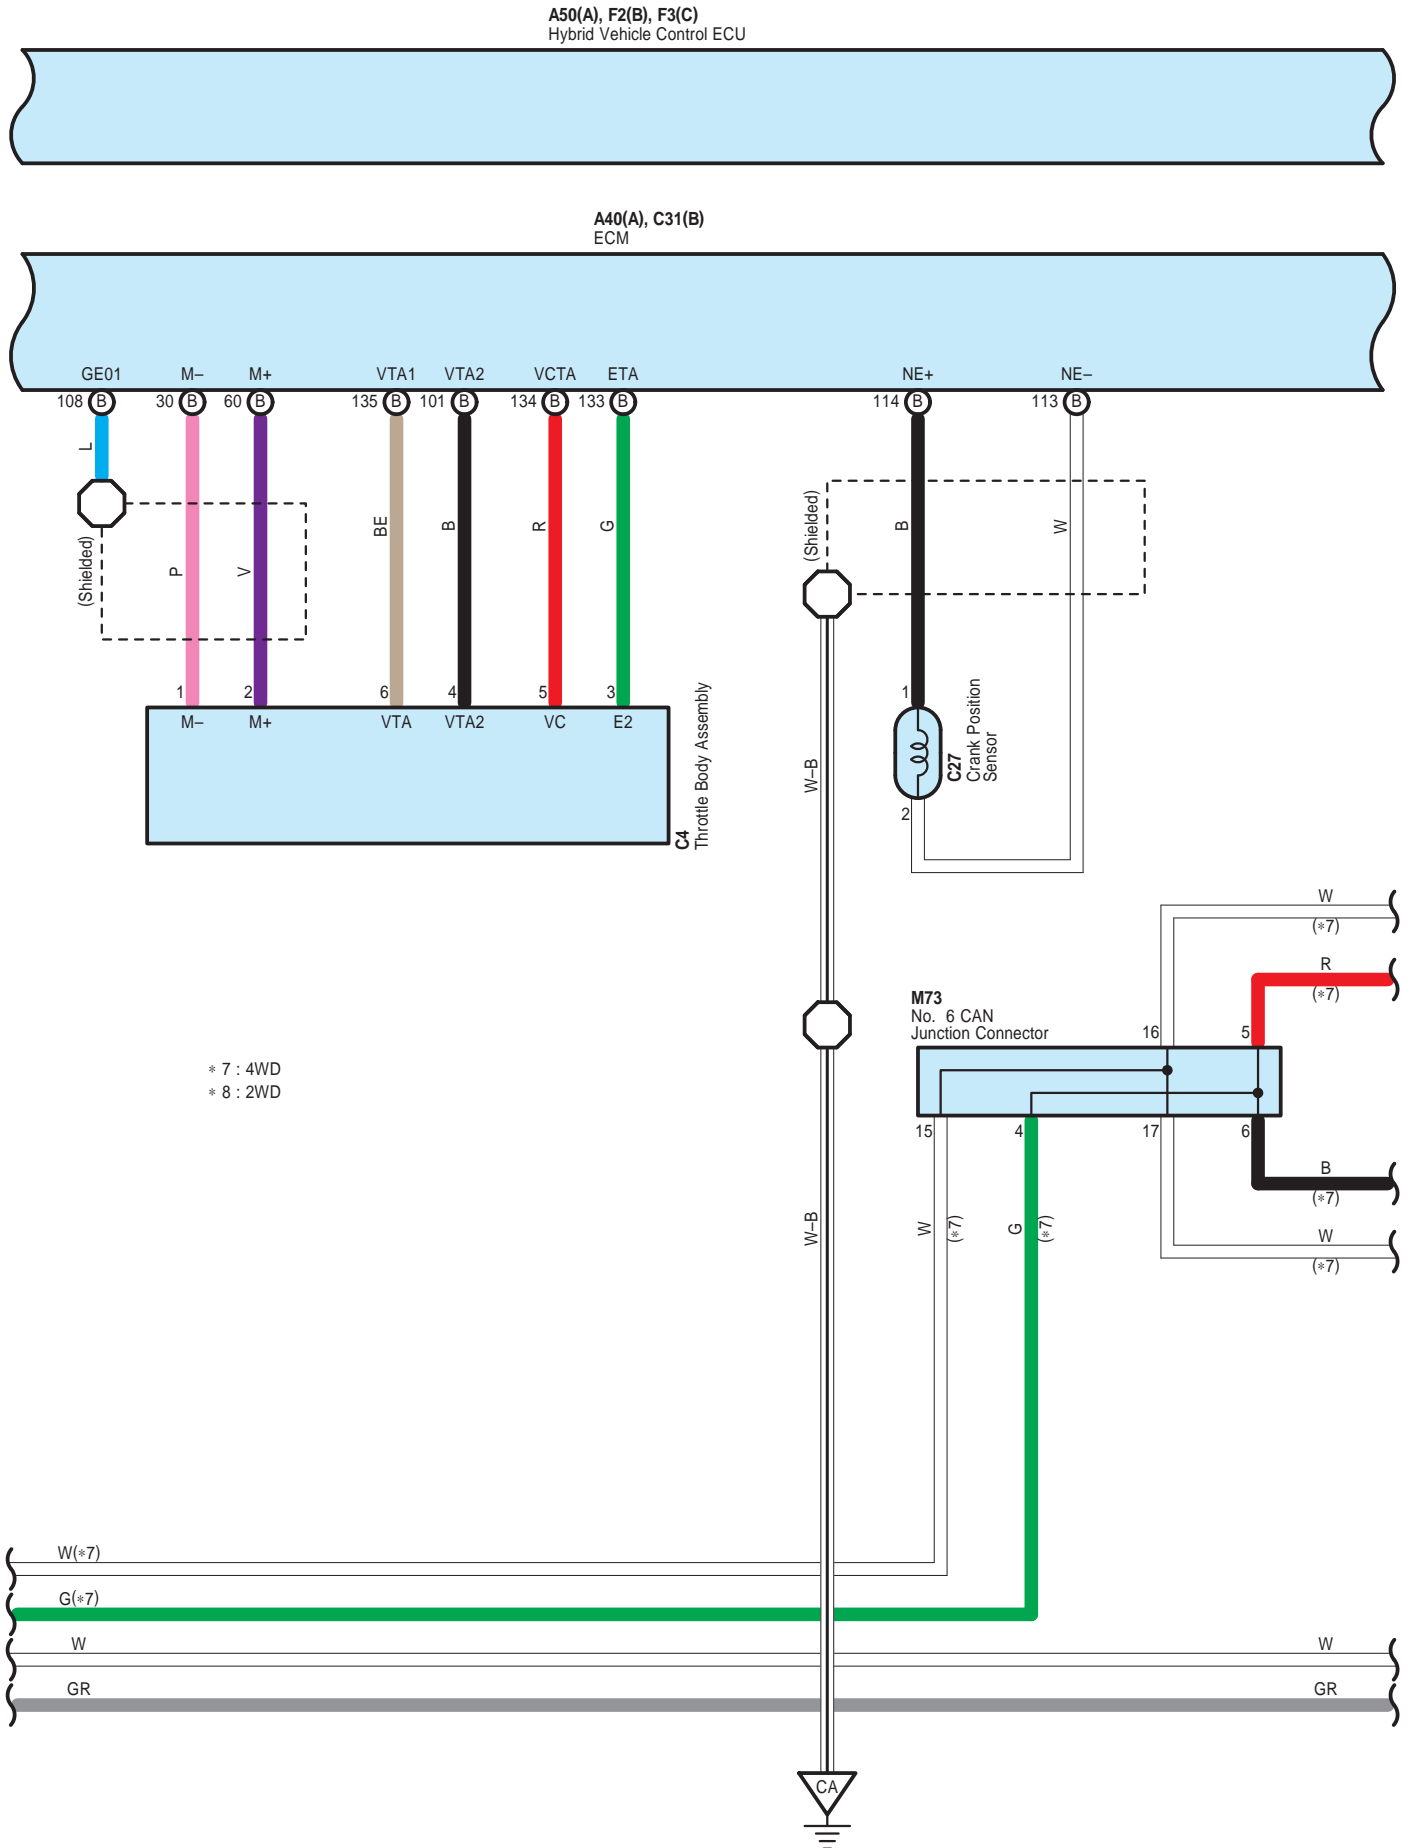 A50(A), F2(B), F3(C)
Hybrid Vehicle Control ECU
A40(A), C31(B)
ECM
GE01 M– M+ VTA1 VTA2 VCTA ETA NE+ NE–
108 B 30 B 60 B 135 B 101 B 134 B 133 B 114 B 113 B
L
(Shielded)
P
V
BE
B
R
G
(Shielded)
B
W
1 2 6 4 5 3
M– M+ VTA VTA2 VC E2
C4
Throttle Body Assembly
1
C27
Crank Position
Sensor
2
W–B
W
(*7)
R
(*7)
M73
No. 6 CAN
Junction Connector
16 5
15 4 17 6
* 7 : 4WD
* 8 : 2WD
B
(*7)
W
(*7)
W–B
W
(*7)
G
(*7)
W(*7)
G(*7)
W W
GR GR
CA